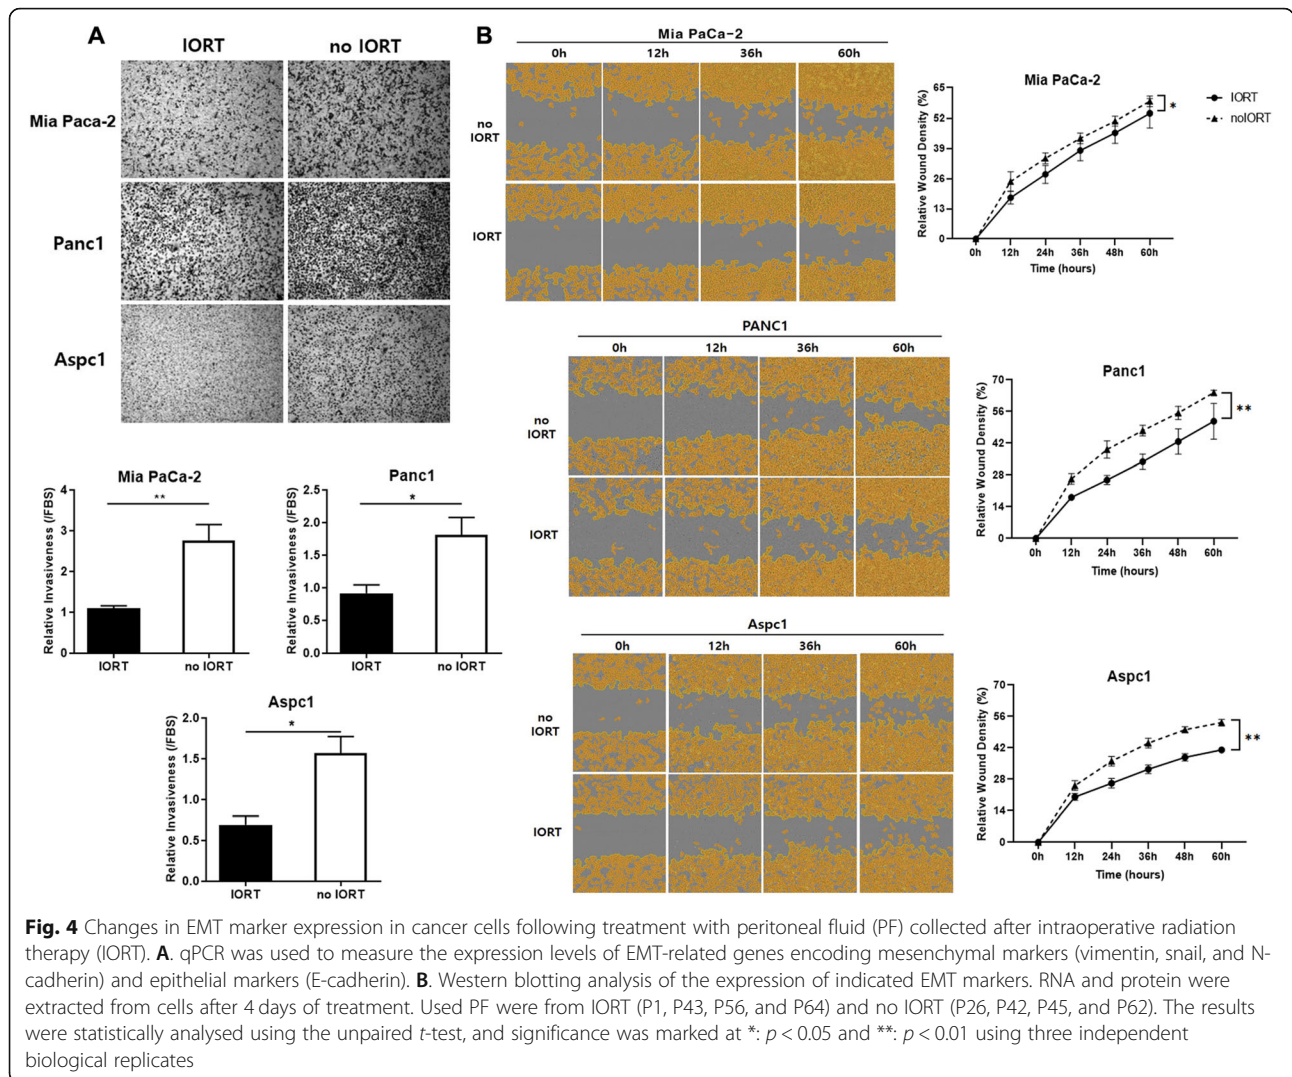 A
IORT
no IORT
Mia Paca-2
Panc1
Aspc1
Mia PaCa-2
Relative Invasiveness (/FBS)
4
3
2
1
0
**
IORT
no IORT
Panc1
Relative Invasiveness (/FBS)
2.5
2.0
1.5
1.0
0.5
0.0
*
IORT
no IORT
Aspc1
Relative Invasiveness (/FBS)
2.0
1.5
1.0
0.5
0.0
*
IORT
no IORT
B
Mia PaCa-2
0h 12h 36h 60h
no
IORT
IORT
Mia PaCa-2
Relative Wound Density (%)
65
52
39
26
13
0
0h 12h 24h 36h 48h 60h
Time (hours)
*
IORT
noIORT
PANC1
0h 12h 36h 60h
no
IORT
IORT
Panc1
Relative Wound Density (%)
70
56
42
28
14
0
0h 12h 24h 36h 48h 60h
Time (hours)
**
Aspc1
0h 12h 36h 60h
no
IORT
IORT
Aspc1
Relative Wound Density (%)
70
56
42
28
14
0
0h 12h 24h 36h 48h 60h
Time (hours)
**
Fig. 4 Changes in EMT marker expression in cancer cells following treatment with peritoneal fluid (PF) collected after intraoperative radiation
therapy (IORT). A. qPCR was used to measure the expression levels of EMT-related genes encoding mesenchymal markers (vimentin, snail, and N-
cadherin) and epithelial markers (E-cadherin). B. Western blotting analysis of the expression of indicated EMT markers. RNA and protein were
extracted from cells after 4 days of treatment. Used PF were from IORT (P1, P43, P56, and P64) and no IORT (P26, P42, P45, and P62). The results
were statistically analysed using the unpaired t-test, and significance was marked at *: p < 0.05 and **: p < 0.01 using three independent
biological replicates